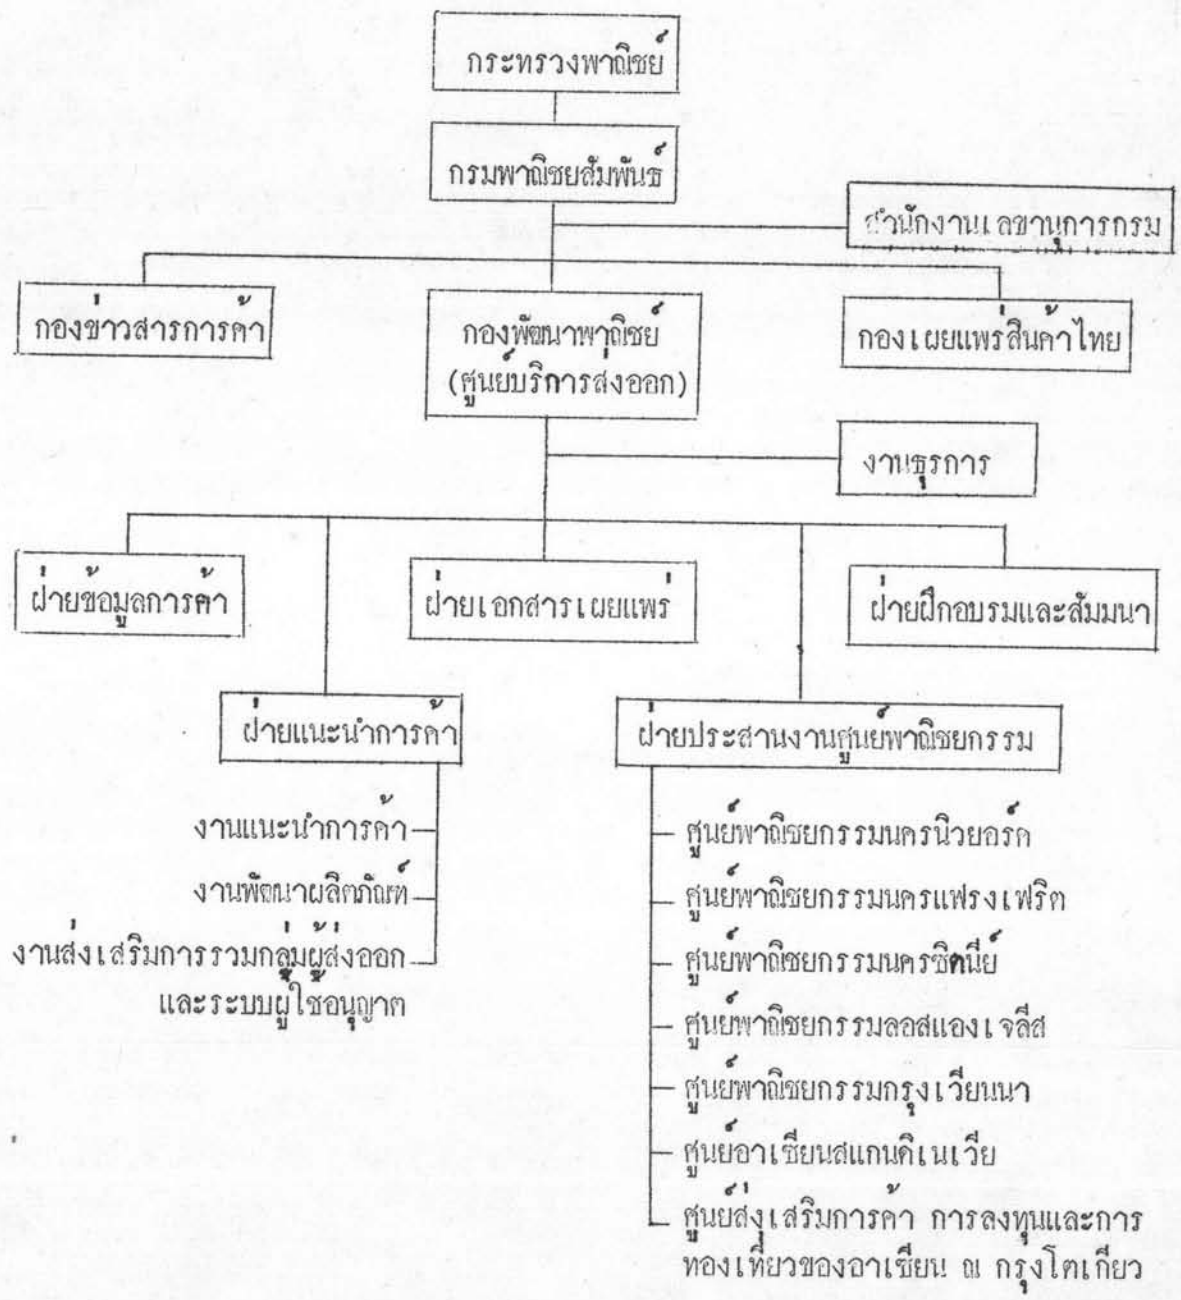 กระทรวงพาณิชย์
กรมพาณิชยสัมพันธ์
สำนักงานเลขานุการกรม
กองข่าวสารการค้า
กองพัฒนาพาณิชย์
(ศูนย์บริการส่งออก)
กองเผยแพร่สินค้าไทย
งานธุรการ
ฝ่ายข้อมูลการค้า
ฝ่ายเอกสารเผยแพร่
ฝ่ายฝึกอบรมและสัมมนา
ฝ่ายแนะนำการค้า
ฝ่ายประสานงานศูนย์พาณิชยกรรม
งานแนะนำการค้า
งานพัฒนาผลิตภัณฑ์
งานส่งเสริมการรวมกลุ่มผู้ส่งออก
และระบบผู้ใช้อนุญาต
ศูนย์พาณิชยกรรมนครนิวยอร์ค
ศูนย์พาณิชยกรรมนครแฟรงเฟริต
ศูนย์พาณิชยกรรมนครซิดนีย์
ศูนย์พาณิชยกรรมลอสแองเจลีส
ศูนย์พาณิชยกรรมกรุงเวียนนา
ศูนย์อาเซียนสแกนดิเนเวีย
ศูนย์ส่งเสริมการค้า การลงทุนและการ
ทองเที่ยวของอาเซียน ณ กรุงโตเกียว